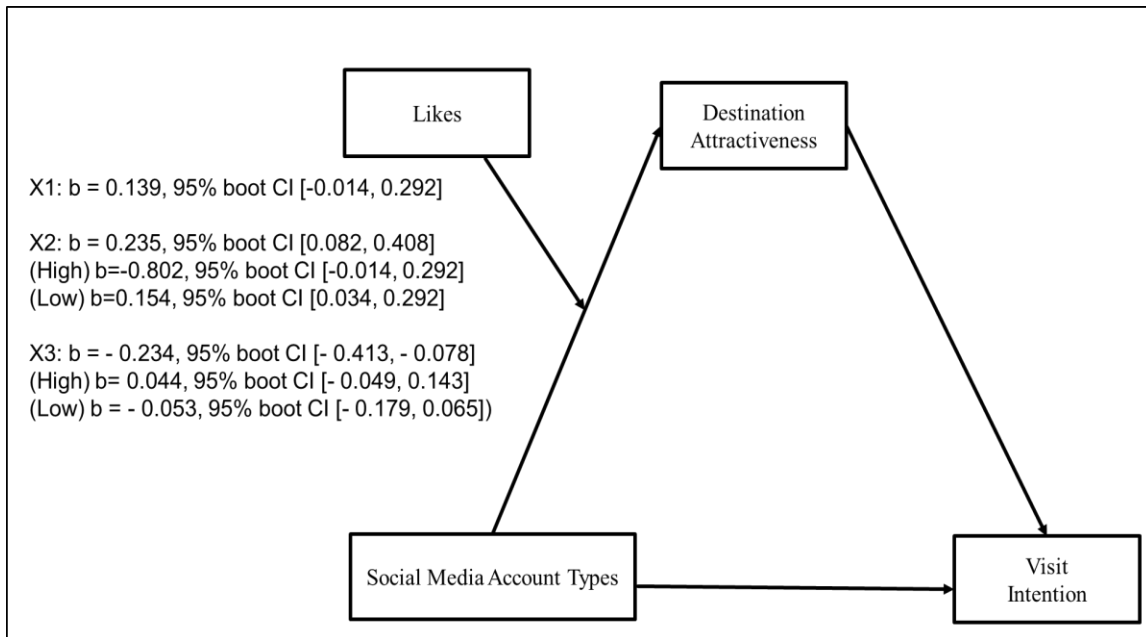 Likes
Destination
Attractiveness
X1: b = 0.139, 95% boot CI [-0.014, 0.292]
X2: b = 0.235, 95% boot CI [0.082, 0.408]
(High) b=-0.802, 95% boot CI [-0.014, 0.292]
(Low) b=0.154, 95% boot CI [0.034, 0.292]
X3: b = - 0.234, 95% boot CI [- 0.413, - 0.078]
(High) b= 0.044, 95% boot CI [- 0.049, 0.143]
(Low) b = - 0.053, 95% boot CI [- 0.179, 0.065])
Social Media Account Types
Visit
Intention